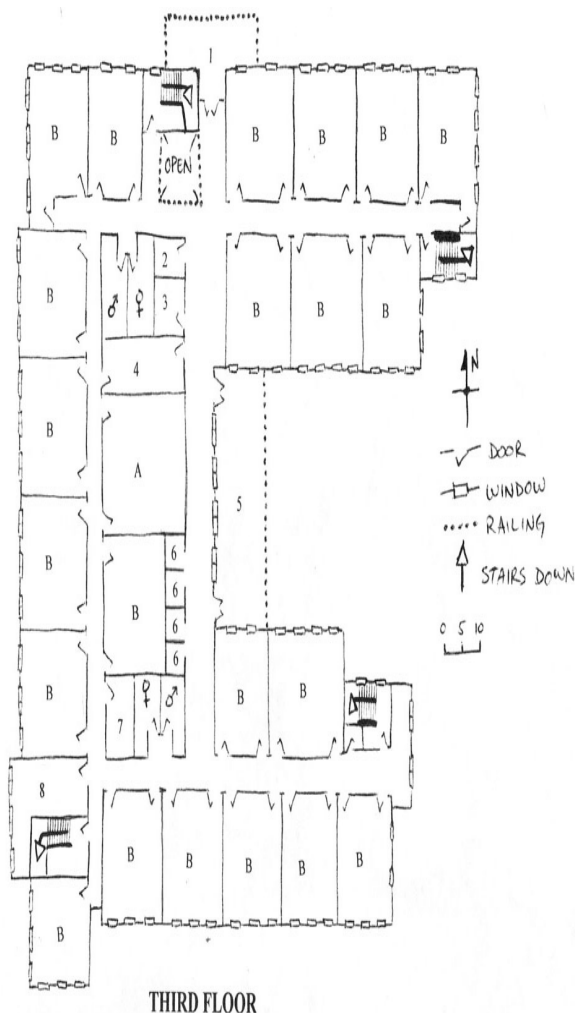 1
B B B B B B
OPEN
2
B ♂ ♀ 3 B B B
4
N
B
A 5
DOOR
WINDOW
RAILING
STAIRS DOWN
B B 6
6
6
6
0 5 10
B B B
7 ♀ ♂
8
B B B B B
B
THIRD FLOOR